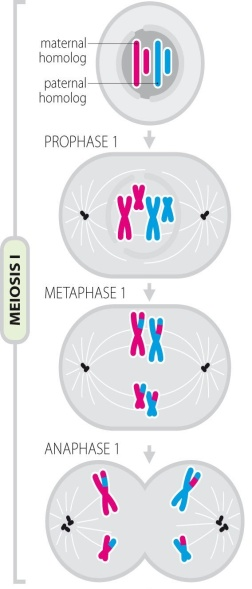 maternal
homolog
paternal
homolog
PROPHASE 1
MEIOSIS I
METAPHASE 1
ANAPHASE 1